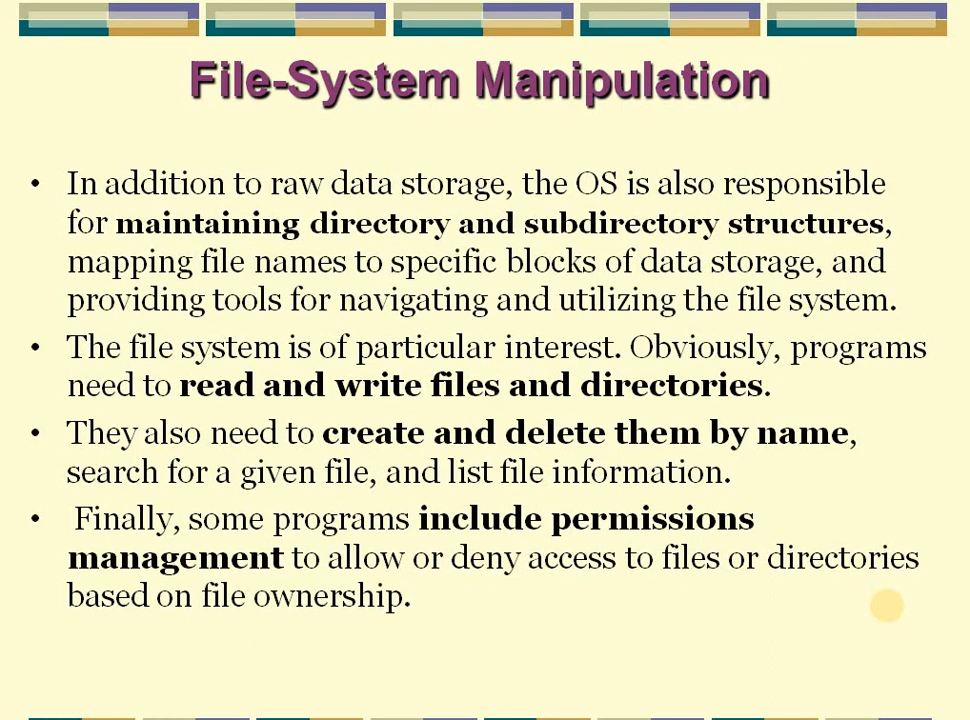 File-System Manipulation
• In addition to raw data storage, the OS is also responsible
for maintaining directory and subdirectory structures,
mapping file names to specific blocks of data storage, and
providing tools for navigating and utilizing the file system.
• The file system is of particular interest. Obviously, programs
need to read and write files and directories.
• They also need to create and delete them by name,
search for a given file, and list file information.
• Finally, some programs include permissions
management to allow or deny access to files or directories
based on file ownership.